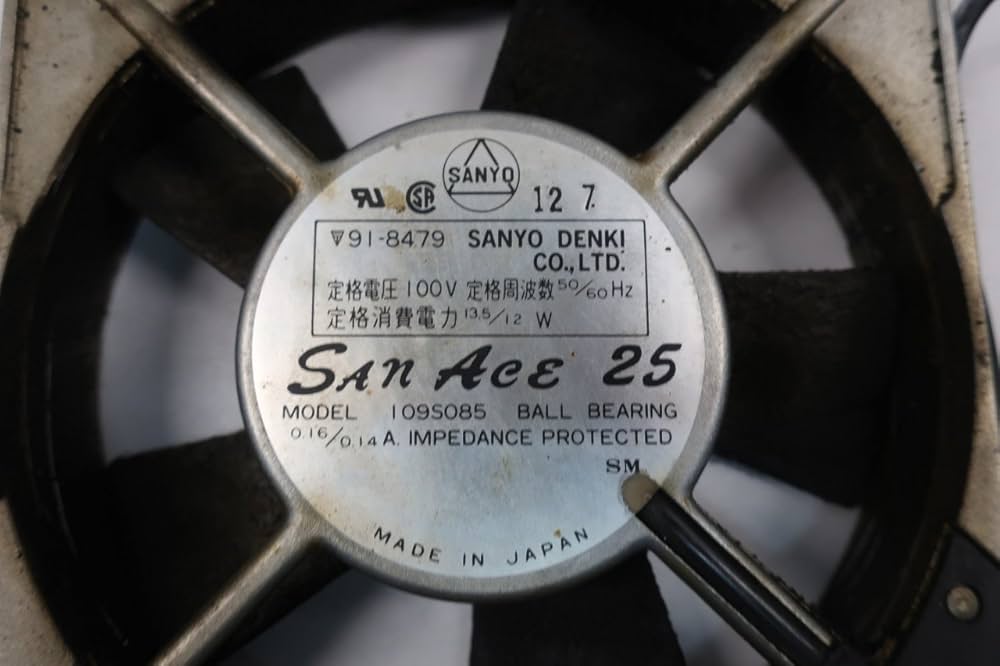 SANYO
12 7.
▽91-8479 SANYO DENKI
CO., LTD.
定格電圧 100V 定格周波数 50/60 Hz
定格消費電力 13.5/12 W
SAN ACE 25
MODEL 109S085 BALL BEARING
0.16/0.14 A. IMPEDANCE PROTECTED
SM
MADE IN JAPAN